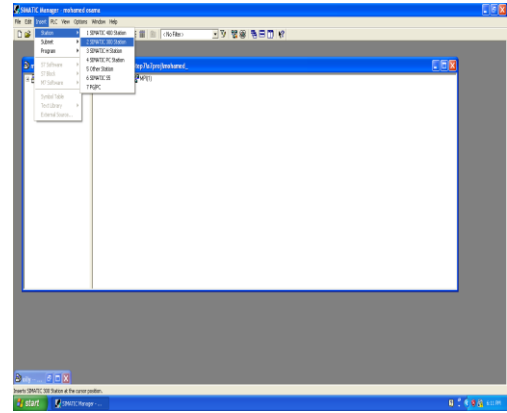 SIMATIC Manager - mohamed osama
File Edit Insert PLC View Options Window Help
< No Filter >
Station
Subnet
Program
S7 Software
S7 Block
M7 Software
Symbol Table
Text Library
External Source...
1 SIMATIC 400 Station
2 SIMATIC 300 Station
3 SIMATIC H Station
4 SIMATIC PC Station
5 Other Station
6 SIMATIC S5
7 PG/PC
MPI(1)
Inserts SIMATIC 300 Station at the cursor position.
start
SIMATIC Manager - ...